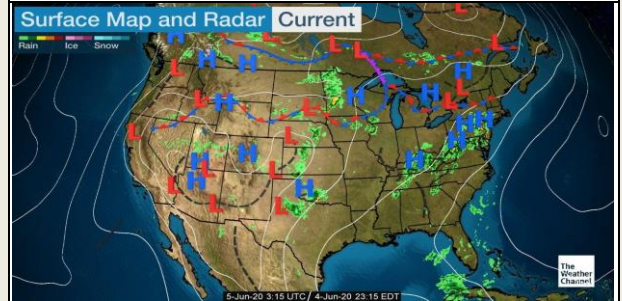 Surface Map and Radar Current
Rain Ice Snow
L
H L L L L
L H H H
L H L H H L L
L L H H H
H L H L H
L H H
L L
The
Weather
Channel
5-Jun-20 3:15 UTC / 4-Jun-20 23:15 EDT